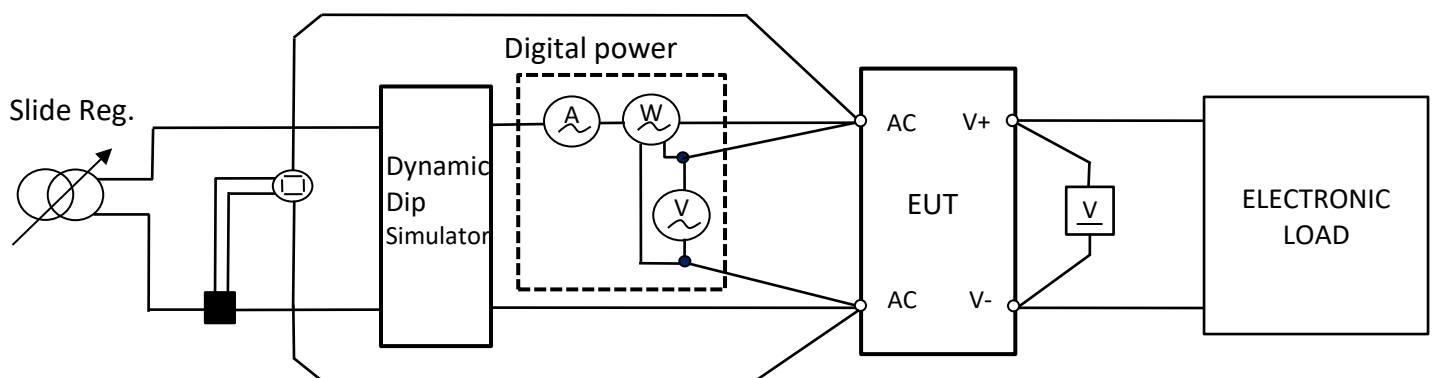 Digital power
Slide Reg.
A
W
AC
V+
Dynamic
Dip
Simulator
V
EUT
V
ELECTRONIC
LOAD
AC
V-